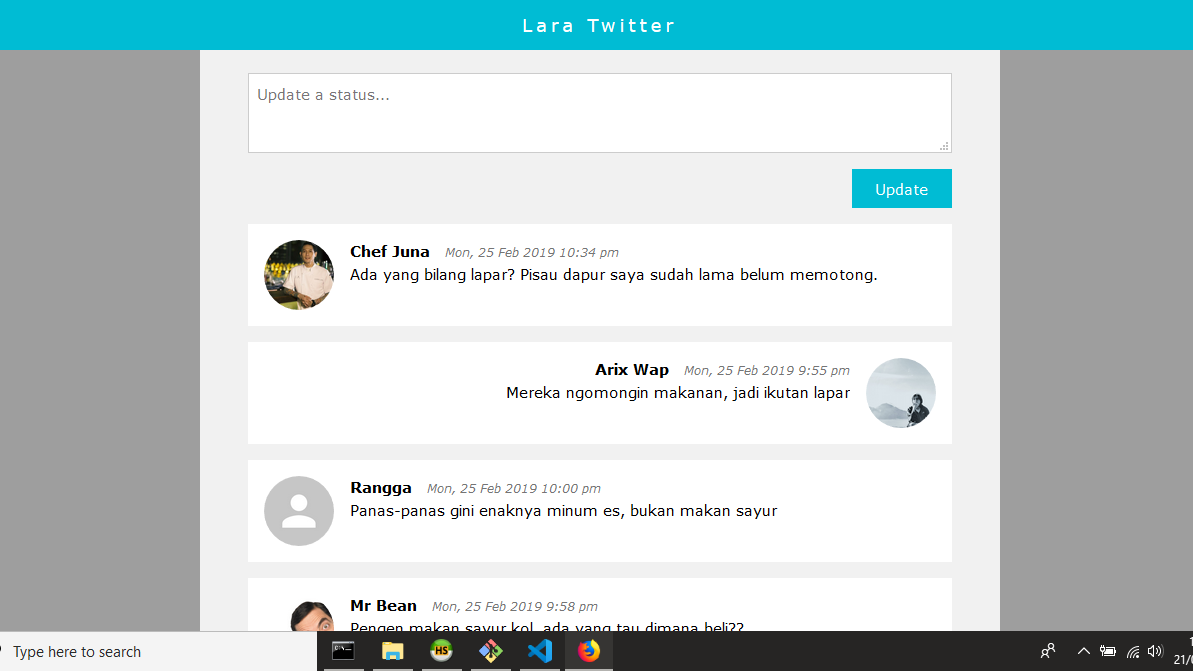 Lara Twitter
Update a status...
Update
Chef Juna Mon, 25 Feb 2019 10:34 pm
Ada yang bilang lapar? Pisau dapur saya sudah lama belum memotong.
Arix Wap Mon, 25 Feb 2019 9:55 pm
Mereka ngomongin makanan, jadi ikutan lapar
Rangga Mon, 25 Feb 2019 10:00 pm
Panas-panas gini enaknya minum es, bukan makan sayur
Mr Bean Mon, 25 Feb 2019 9:58 pm
Pengen makan sayur kol, ada yang tau dimana beli??
Type here to search
C:\.
HS
1
21/